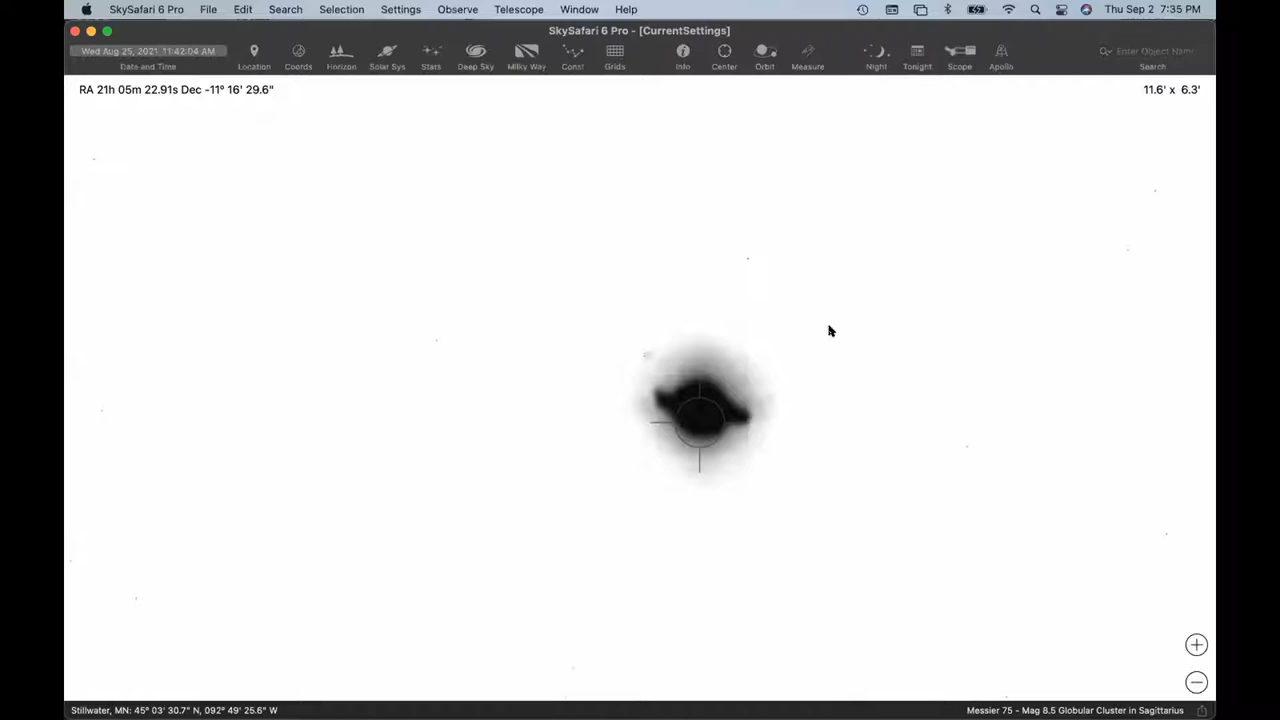 SkySafari 6 Pro File Edit Search Selection Settings Observe Telescope Window Help Thu Sep 2 7:35 PM
SkySafari 6 Pro - [CurrentSettings]
Wed Aug 25, 2021 11:42:04 AM
Date and Time Location Coords Horizon Solar Sys Stars Deep Sky Milky Way Const Grids Info Center Orbit Measure Night Tonight Scope Apollo Search
Enter Object Name
RA 21h 05m 22.91s Dec -11° 16' 29.6" 11.6' x 6.3'
Stillwater, MN: 45° 03' 30.7" N, 092° 49' 25.6" W Messier 75 - Mag 8.5 Globular Cluster in Sagittarius